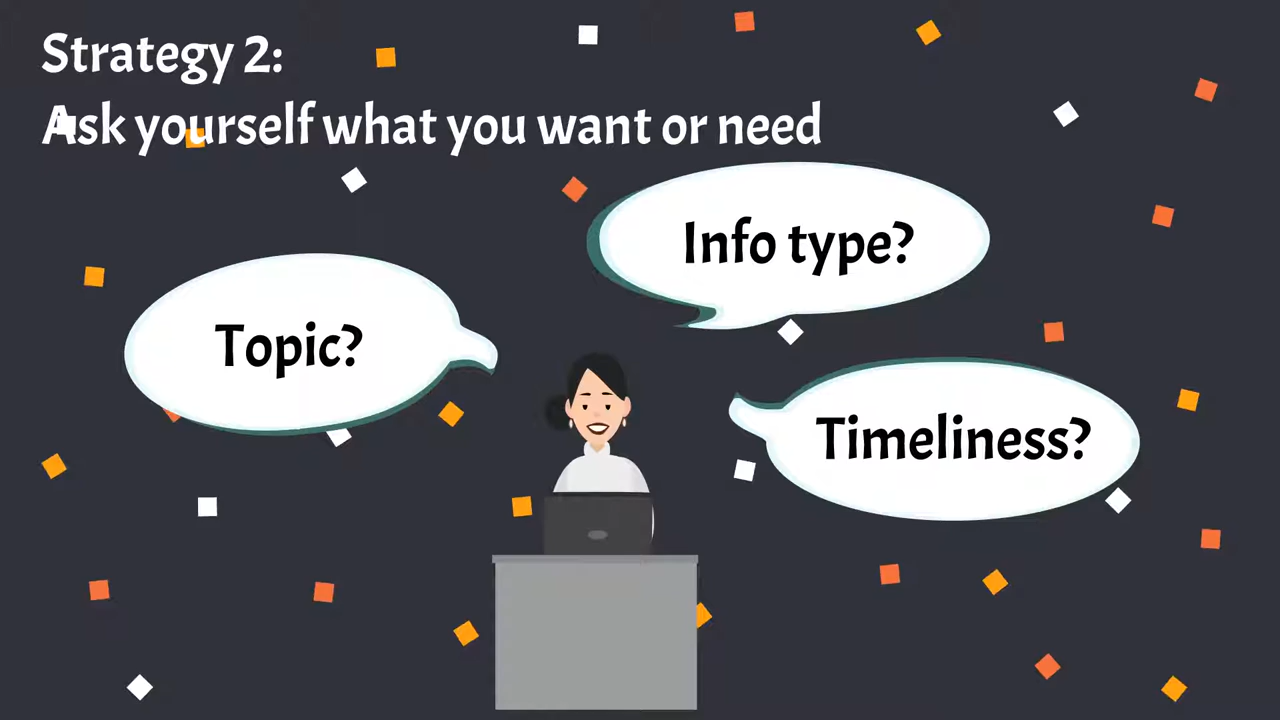 Strategy 2:
Ask yourself what you want or need
Info type?
Topic?
Timeliness?